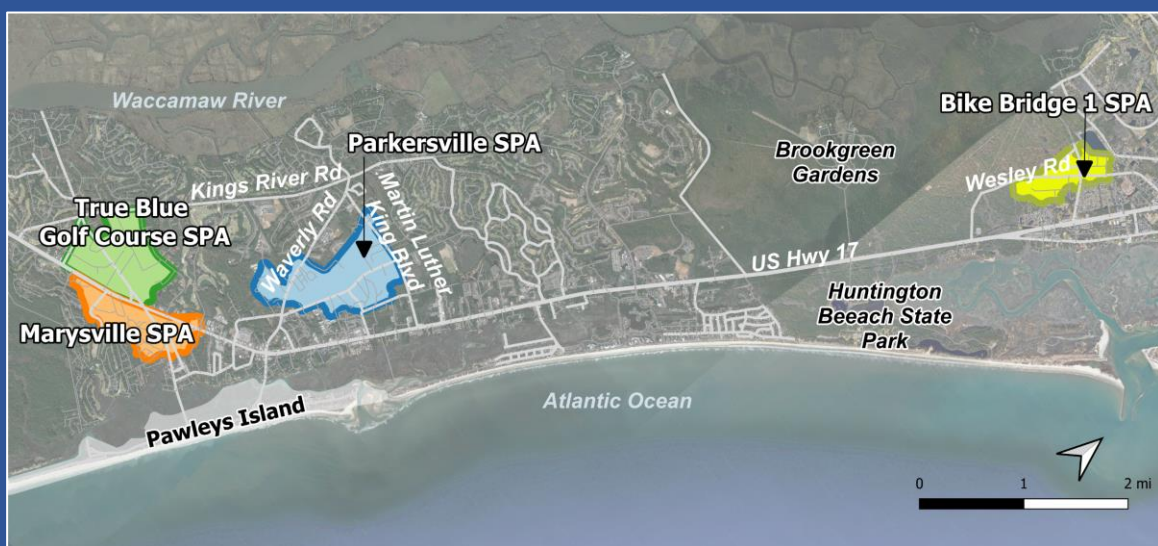 Waccamaw River
Parkersville SPA
Bike Bridge 1 SPA
Brookgreen
Gardens
Wesley Rd
Kings River Rd
Martin Luther
King Blvd
True Blue
Golf Course SPA
Waverly Rd
US Hwy 17
Huntington
Beeach State
Park
Marysville SPA
Pawleys Island
Atlantic Ocean
0 1 2 mi